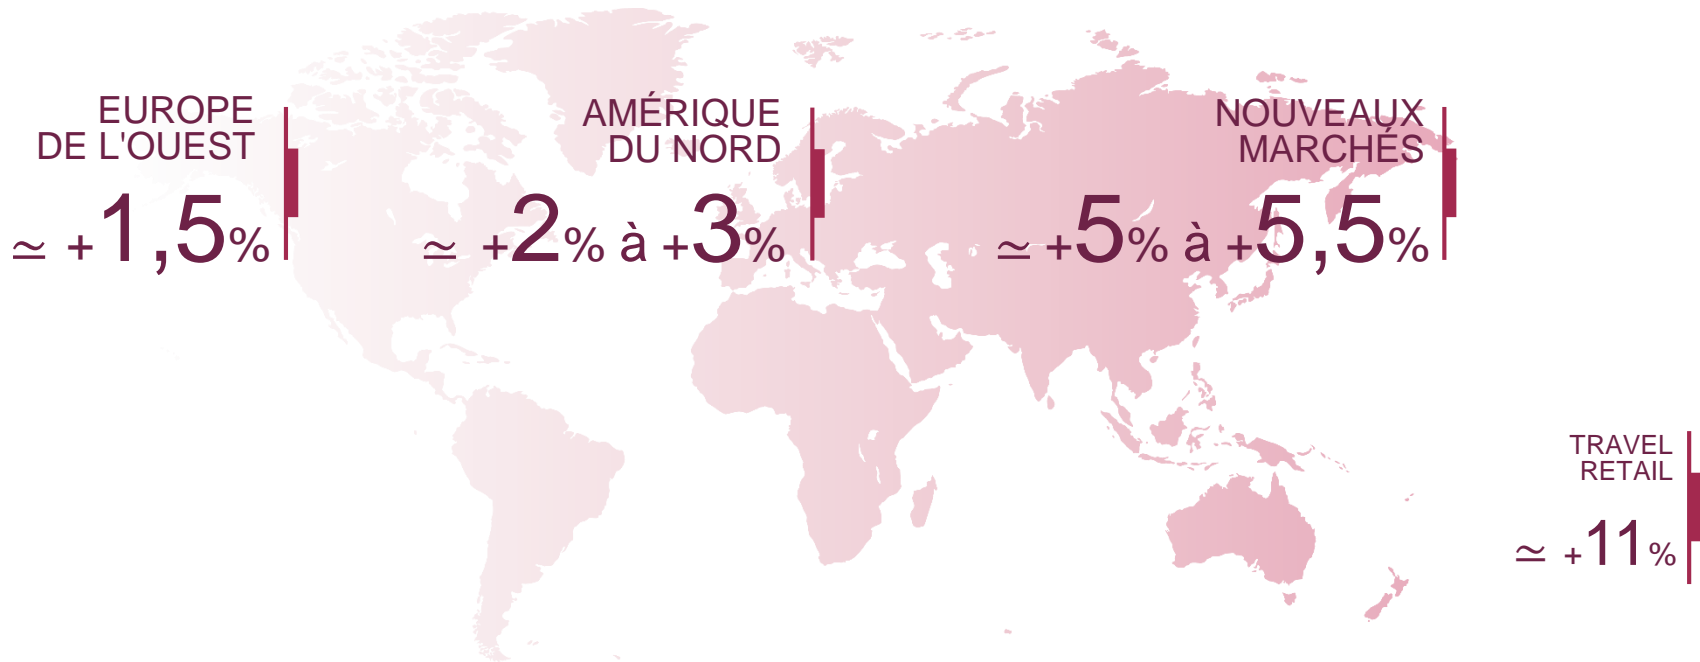 EUROPE
DE L'OUEST
≃ +1,5%
AMÉRIQUE
DU NORD
≃ +2% à +3%
NOUVEAUX
MARCHÉS
≃ +5% à +5,5%
TRAVEL
RETAIL
≃ +11%